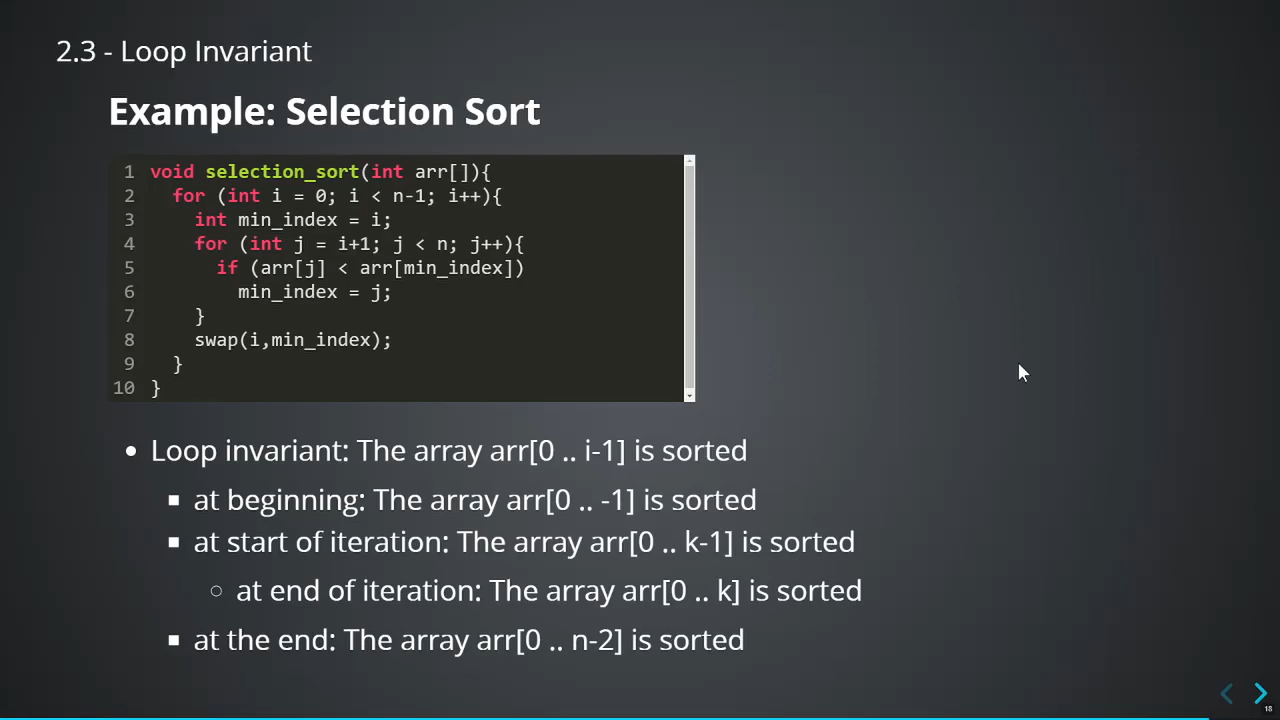 2.3 - Loop Invariant
Example: Selection Sort
1 void selection_sort(int arr[]){
2   for (int i = 0; i < n-1; i++){
3     int min_index = i;
4     for (int j = i+1; j < n; j++){
5       if (arr[j] < arr[min_index])
6         min_index = j;
7     }
8     swap(i,min_index);
9   }
10 }
• Loop invariant: The array arr[0 .. i-1] is sorted
▪ at beginning: The array arr[0 .. -1] is sorted
▪ at start of iteration: The array arr[0 .. k-1] is sorted
○ at end of iteration: The array arr[0 .. k] is sorted
▪ at the end: The array arr[0 .. n-2] is sorted
18